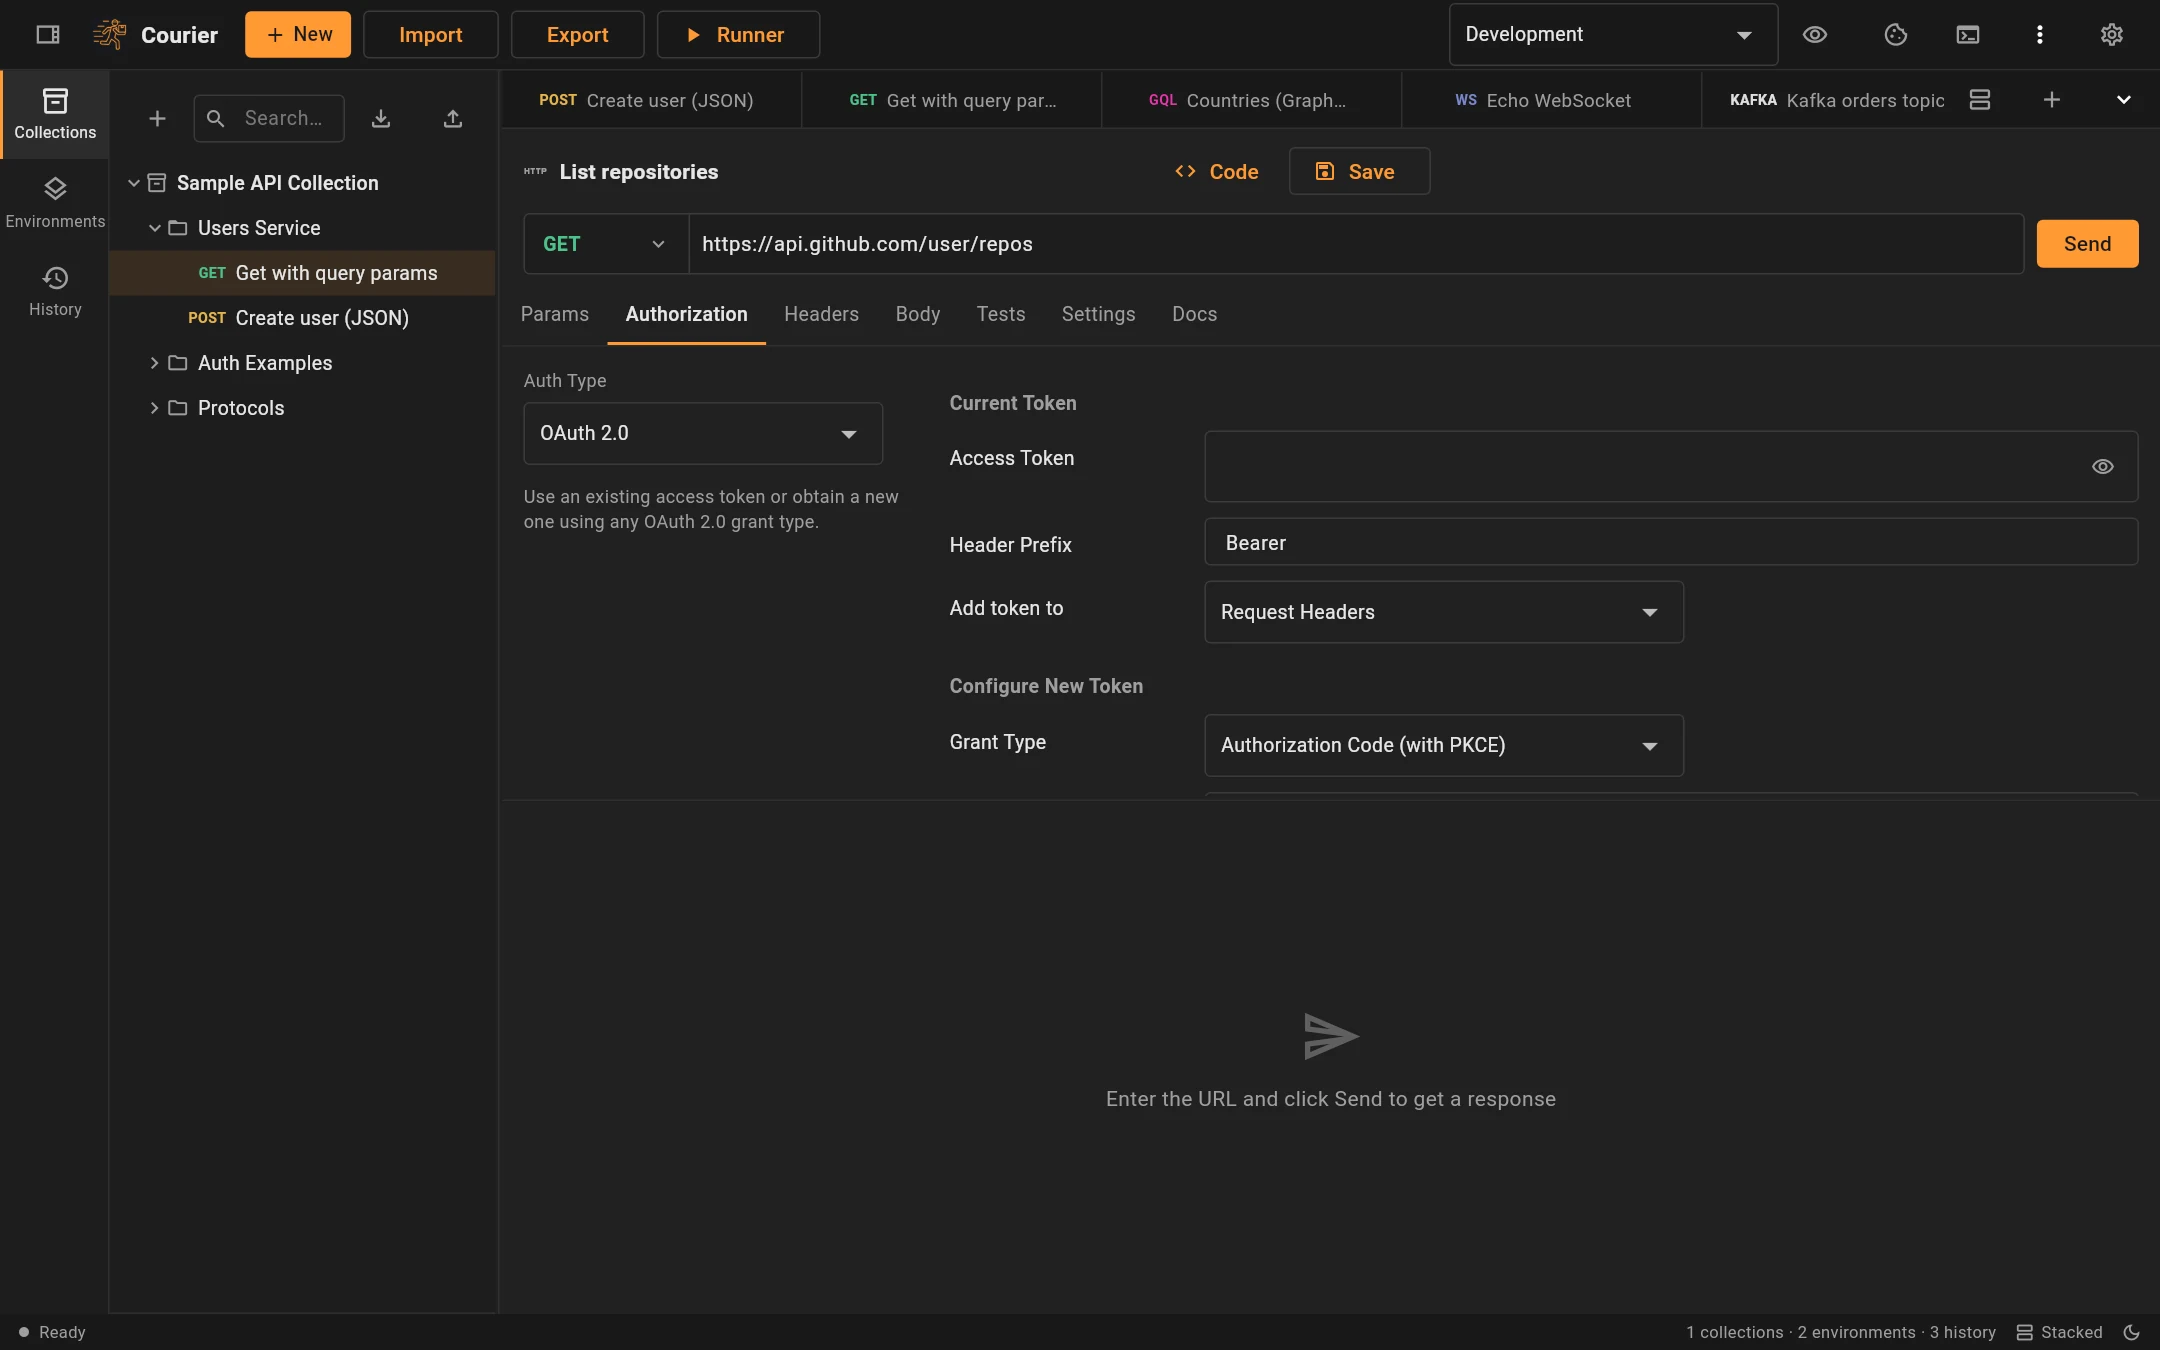 Courier
New
Import
Export
Runner
Development
Collections
Environments
History
Search...
Sample API Collection
Users Service
GET Get with query params
POST Create user (JSON)
Auth Examples
Protocols
POST Create user (JSON)
GET Get with query par...
GQL Countries (Graph...
WS Echo WebSocket
KAFKA Kafka orders topic
HTTP List repositories
Code
Save
GET
https://api.github.com/user/repos
Send
Params
Authorization
Headers
Body
Tests
Settings
Docs
Auth Type
OAuth 2.0
Use an existing access token or obtain a new
one using any OAuth 2.0 grant type.
Current Token
Access Token
Header Prefix
Bearer
Add token to
Request Headers
Configure New Token
Grant Type
Authorization Code (with PKCE)
Enter the URL and click Send to get a response
Ready
1 collections · 2 environments · 3 history
Stacked